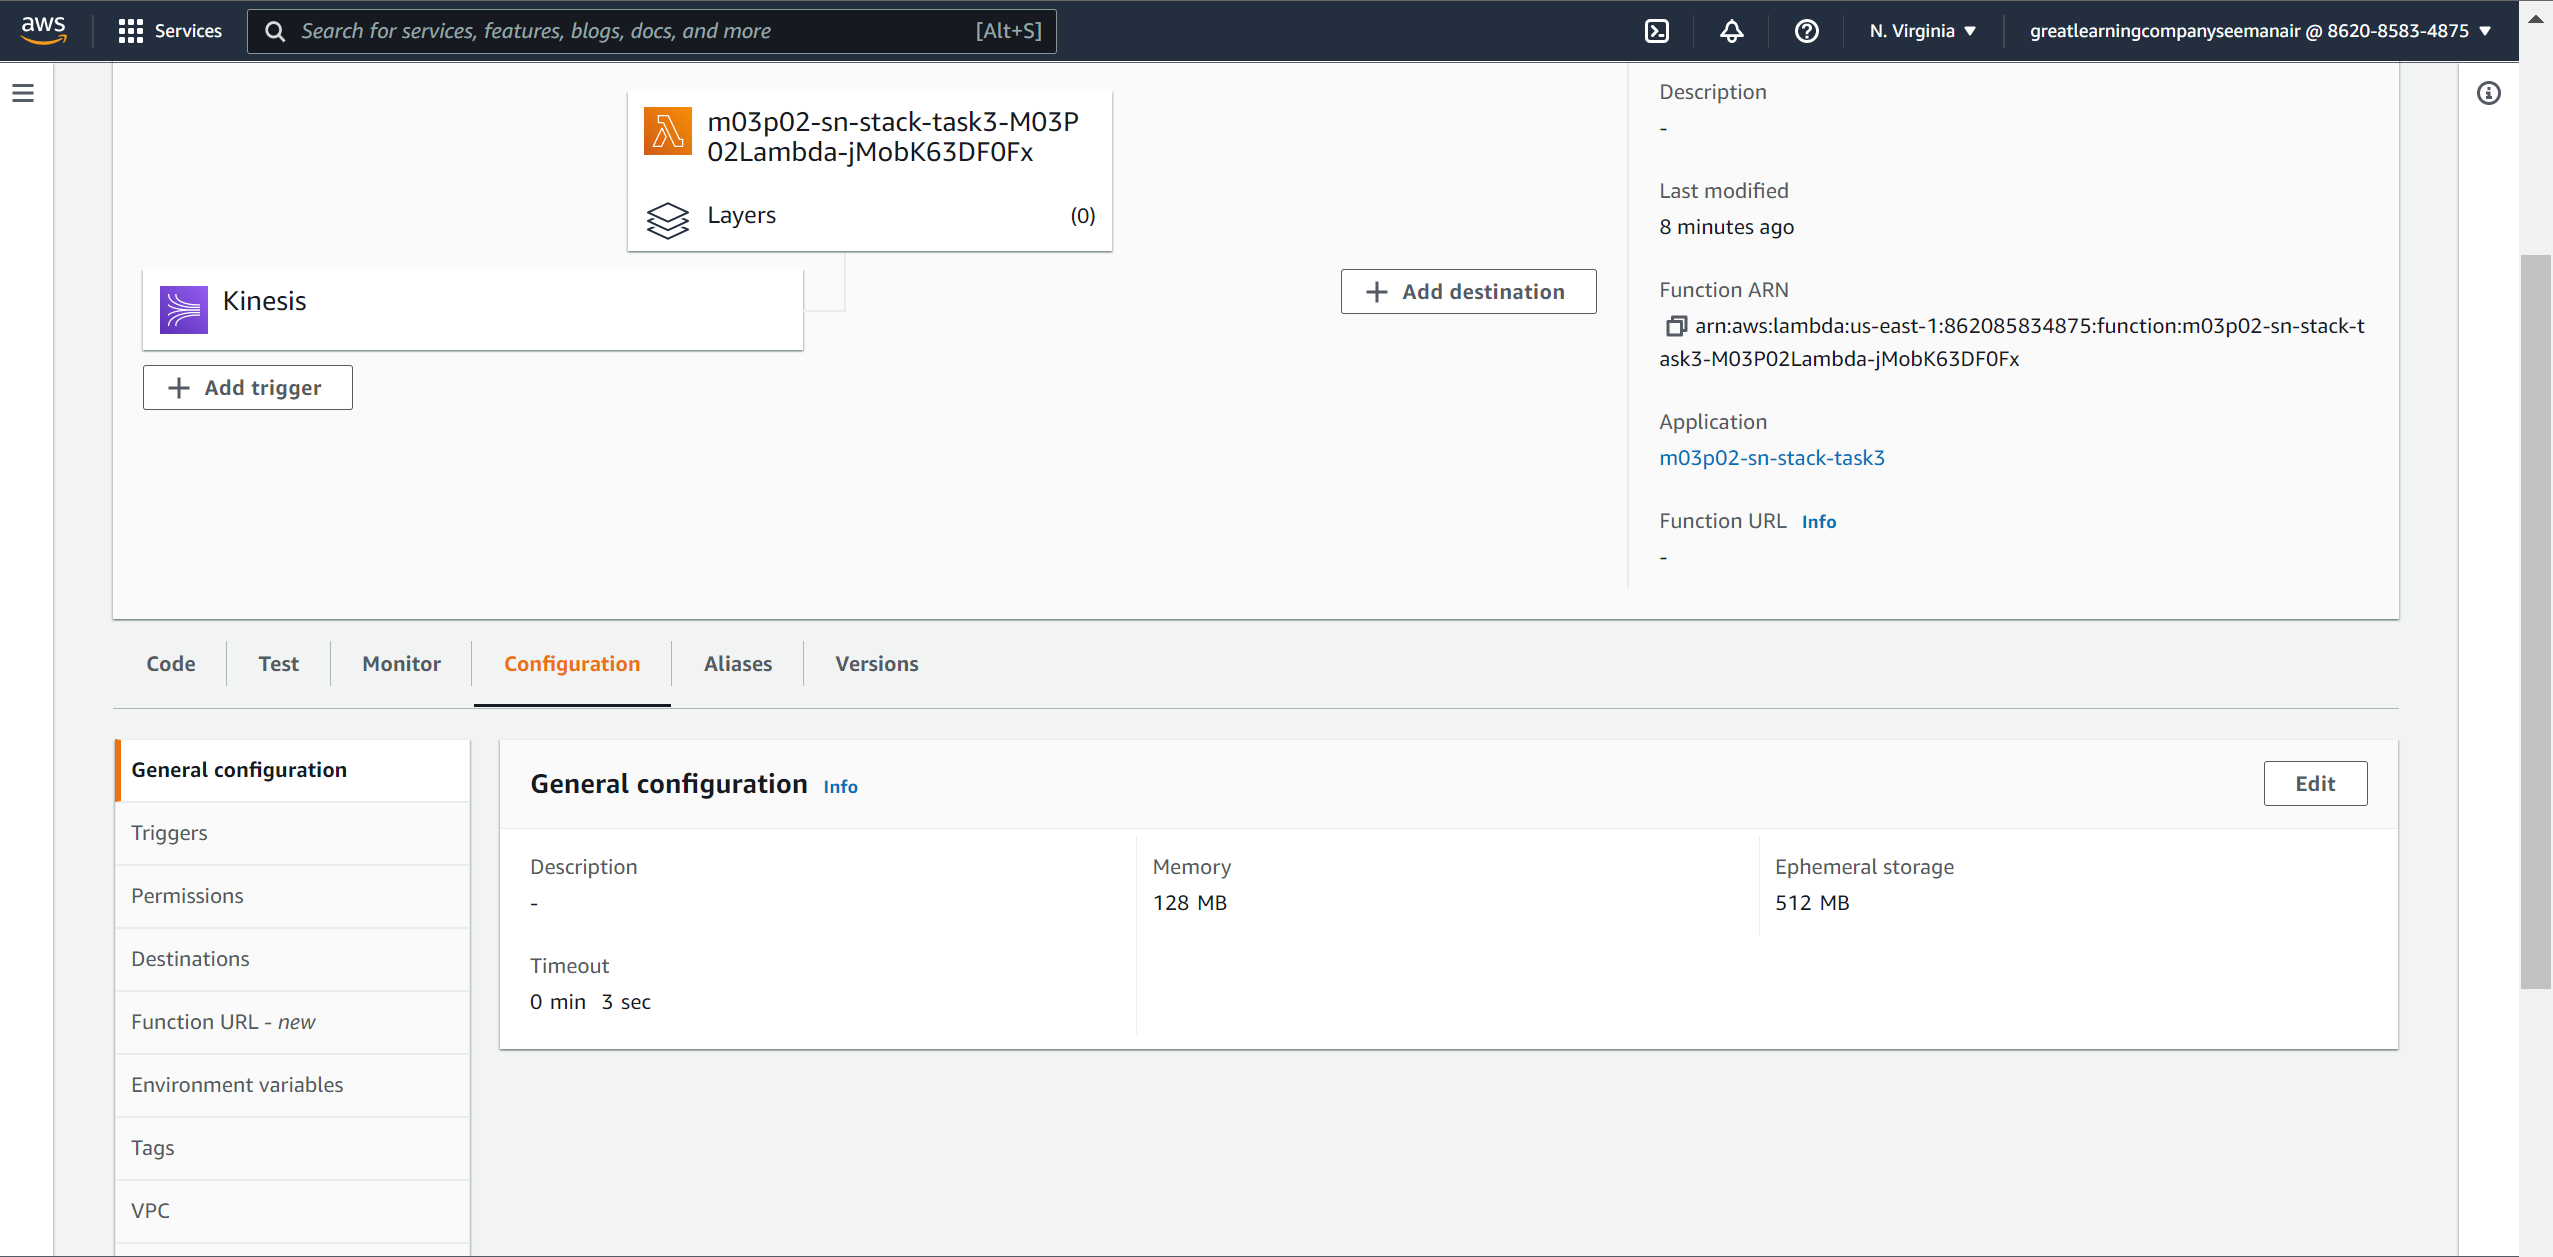 aws
Services
Search for services, features, blogs, docs, and more
[Alt+S]
N. Virginia
greatlearningcompanyseemanair @ 8620-8583-4875
m03p02-sn-stack-task3-M03P
02Lambda-jMobK63DF0Fx
Layers
(0)
Kinesis
Add trigger
Add destination
Description
-
Last modified
8 minutes ago
Function ARN
arn:aws:lambda:us-east-1:862085834875:function:m03p02-sn-stack-t
ask3-M03P02Lambda-jMobK63DF0Fx
Application
m03p02-sn-stack-task3
Function URL Info
-
Code
Test
Monitor
Configuration
Aliases
Versions
General configuration
Triggers
Permissions
Destinations
Function URL - new
Environment variables
Tags
VPC
General configuration Info
Edit
Description
-
Memory
128 MB
Ephemeral storage
512 MB
Timeout
0 min 3 sec